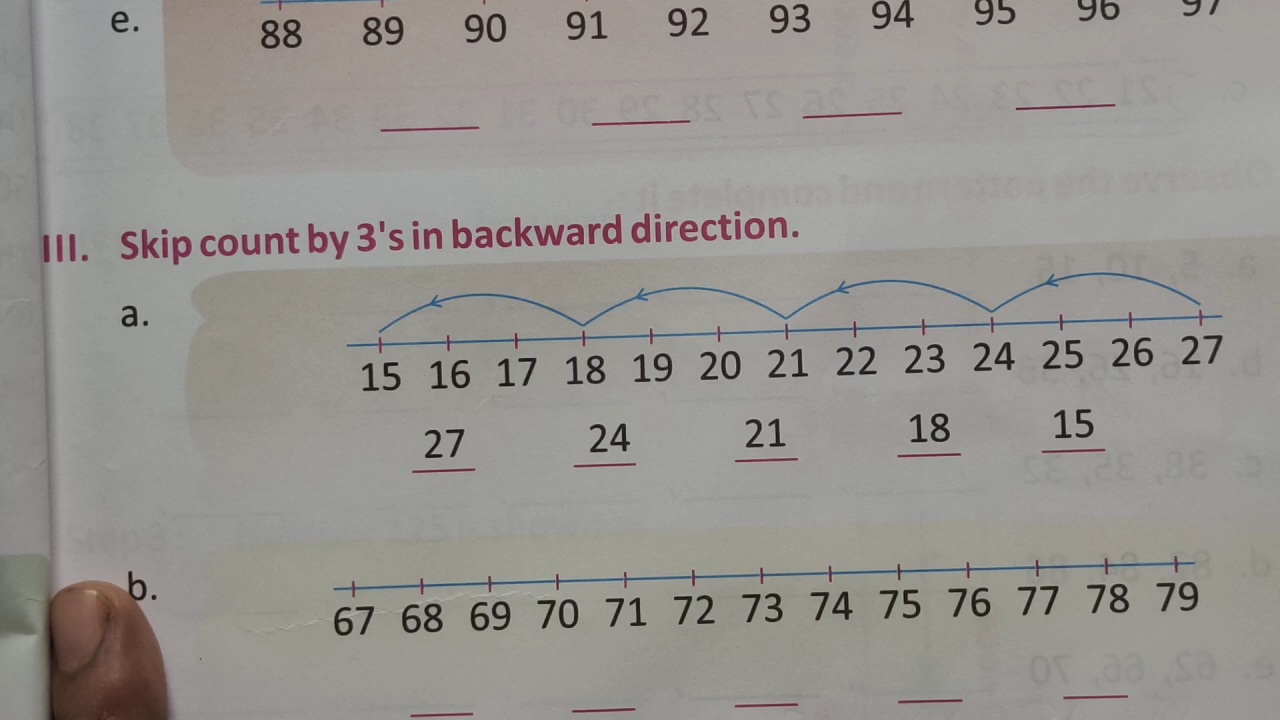 e.
88 89 90 91 92 93 94 95 96 97
III. Skip count by 3's in backward direction.
a.
15 16 17 18 19 20 21 22 23 24 25 26 27
27 24 21 18 15
b.
67 68 69 70 71 72 73 74 75 76 77 78 79